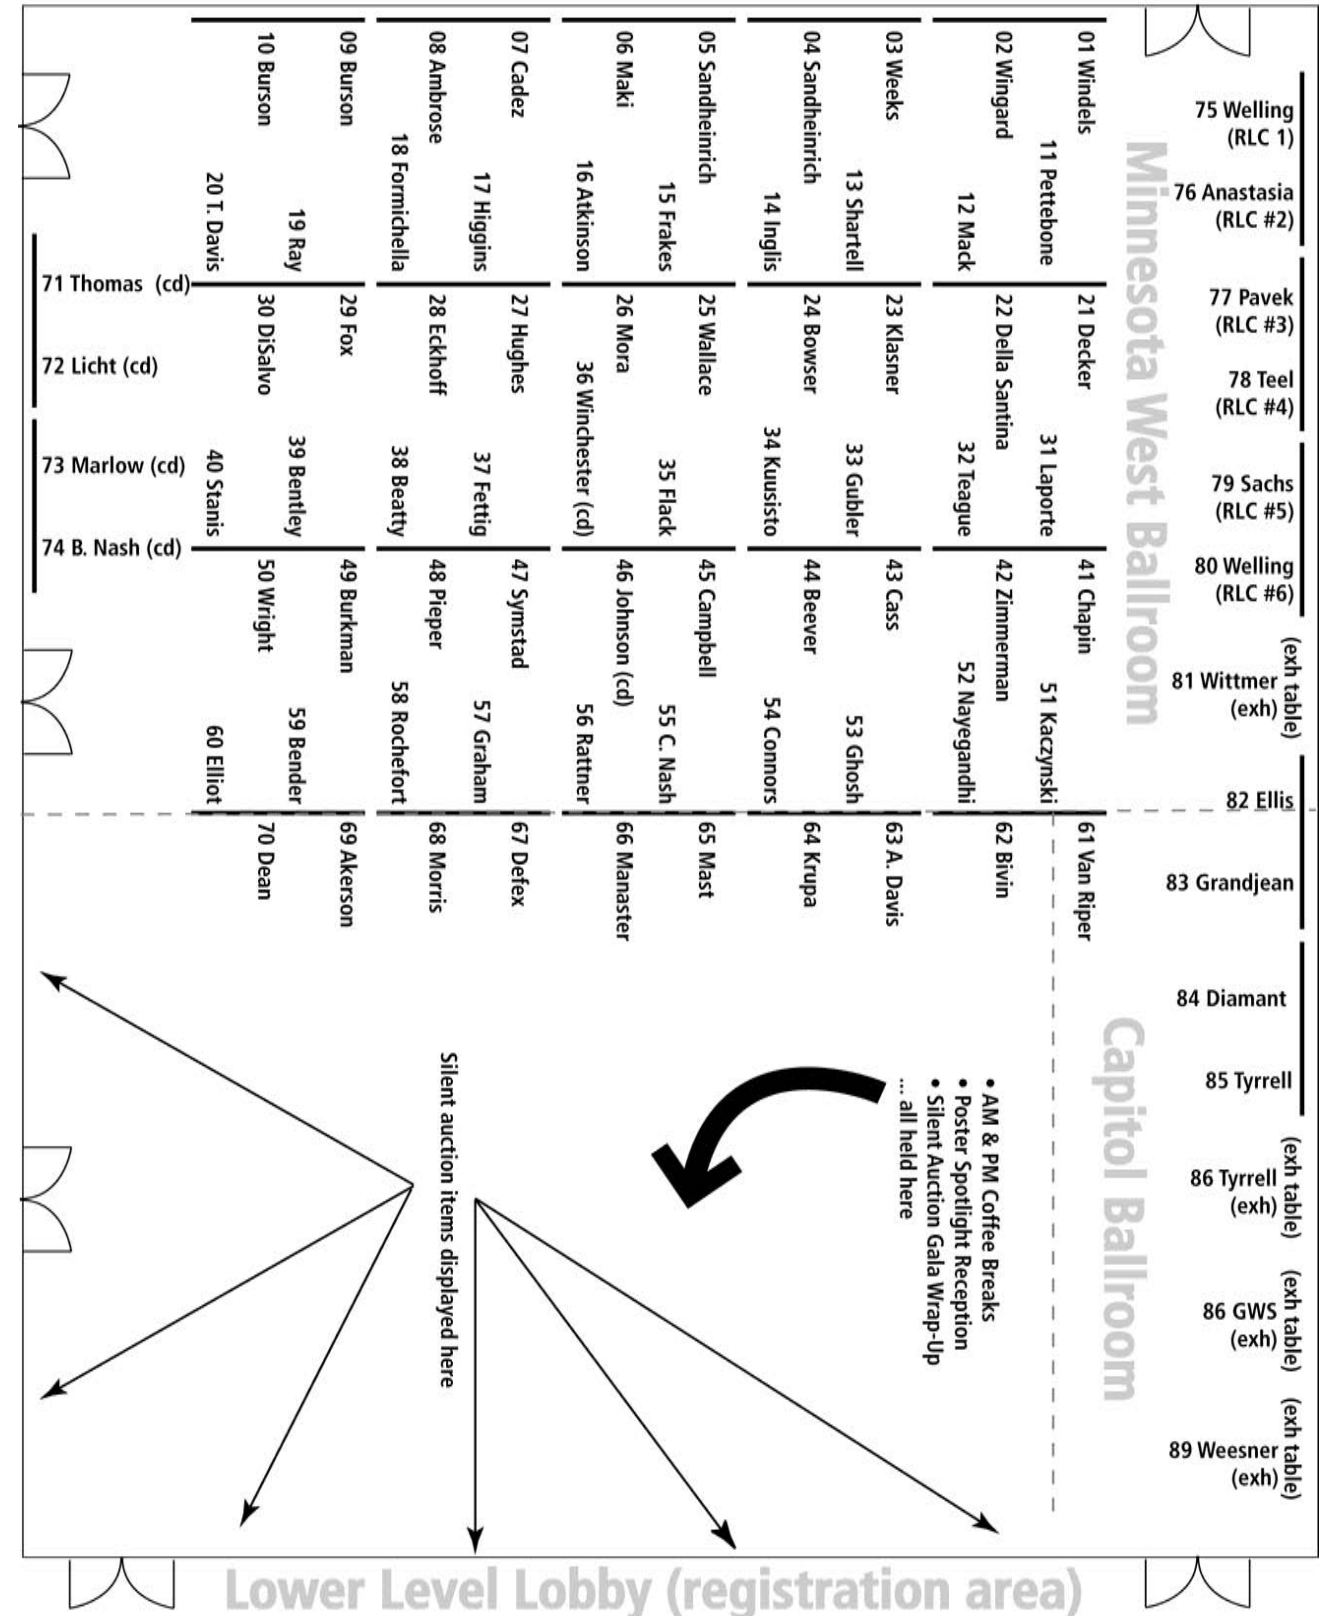 01 Windels
02 Wingard
03 Weeks
04 Sandheinrich
05 Sandheinrich
06 Maki
07 Cadez
08 Ambrose
09 Burson
10 Burson
11 Pettebone
12 Mack
13 Shartell
14 Inglis
15 Frakes
16 Atkinson
17 Higgins
18 Formichella
19 Ray
20 T. Davis
21 Decker
22 Della Santina
23 Klasner
24 Bowser
25 Wallace
26 Mora
27 Hughes
28 Eckhoff
29 Fox
30 DiSalvo
31 Laporte
32 Teague
33 Gubler
34 Kuusisto
35 Flack
36 Winchester (cd)
37 Fettig
38 Beatty
39 Bentley
40 Stanis
41 Chapin
42 Zimmerman
43 Cass
44 Beever
45 Campbell
46 Johnson (cd)
47 Symstad
48 Pieper
49 Burkman
50 Wright
51 Kaczynski
52 Nayegandhi
53 Ghosh
54 Connors
55 C. Nash
56 Rattner
57 Graham
58 Rochefort
59 Bender
60 Elliot
61 Van Riper
62 Bivin
63 A. Davis
64 Krupa
65 Mast
66 Manaster
67 Defex
68 Morris
69 Akerson
70 Dean
71 Thomas (cd)
72 Licht (cd)
73 Marlow (cd)
74 B. Nash (cd)
Minnesota West Ballroom
75 Welling
(RLC 1)
76 Anastasia
(RLC #2)
77 Pavek
(RLC #3)
78 Teel
(RLC #4)
79 Sachs
(RLC #5)
80 Welling
(RLC #6)
(exh table)
81 Wittmer
(exh)
82 Ellis
83 Grandjean
84 Diamant
85 Tyrrell
(exh table)
86 Tyrrell
(exh)
(exh table)
86 GWS
(exh)
(exh table)
89 Weesner
(exh)
Capitol Ballroom
• AM & PM Coffee Breaks
• Poster Spotlight Reception
• Silent Auction Gala Wrap-Up
... all held here
Silent auction items displayed here
Lower Level Lobby (registration area)